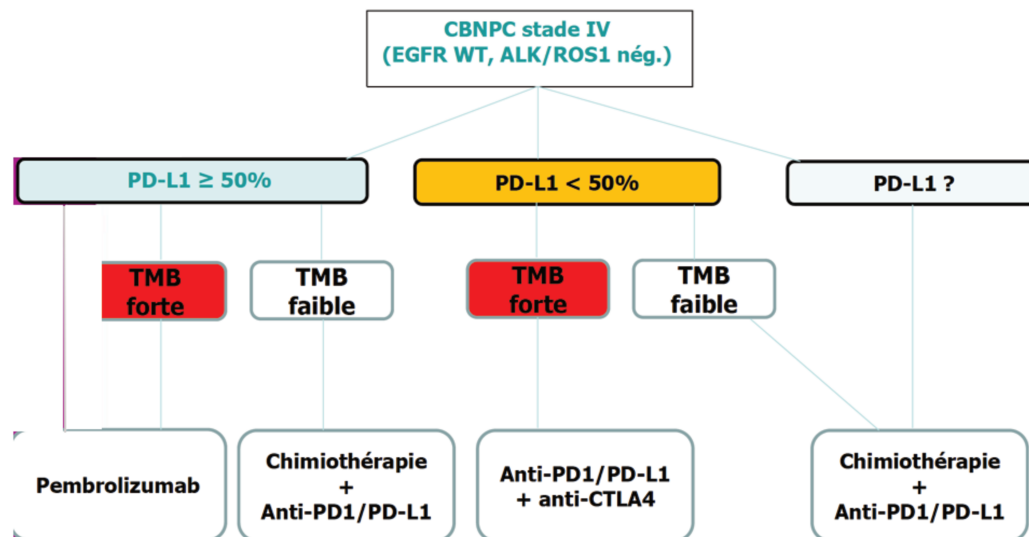 CBNPC stade IV
(EGFR WT, ALK/ROS1 nég.)
PD-L1 ≥ 50%
PD-L1 < 50%
PD-L1 ?
TMB
forte
TMB
faible
TMB
forte
TMB
faible
Pembrolizumab
Chimiothérapie
+
Anti-PD1/PD-L1
Anti-PD1/PD-L1
+ anti-CTLA4
Chimiothérapie
+
Anti-PD1/PD-L1